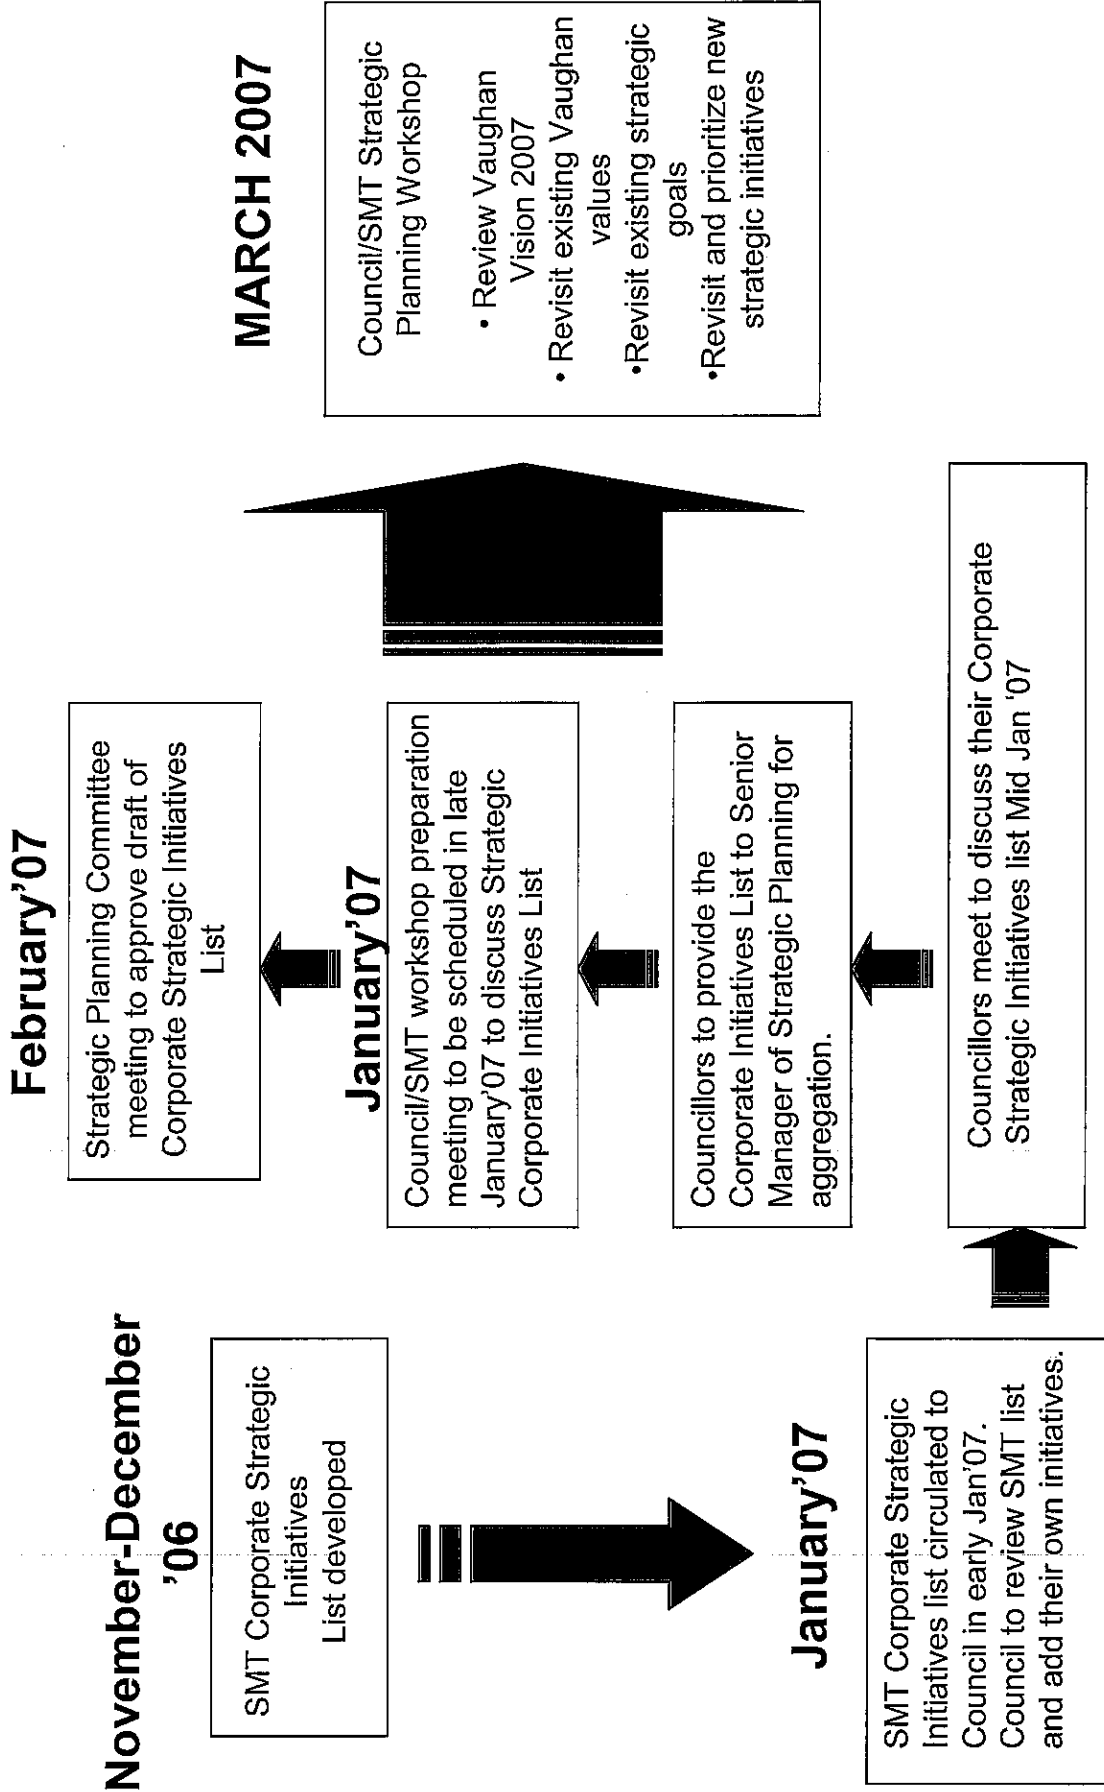 November-December
'06
SMT Corporate Strategic
Initiatives
List developed
January'07
SMT Corporate Strategic
Initiatives list circulated to
Council in early Jan'07.
Council to review SMT list
and add their own initiatives.
Councillors meet to discuss their Corporate
Strategic Initiatives list Mid Jan '07
Councillors to provide the
Corporate Initiatives List to Senior
Manager of Strategic Planning for
aggregation.
January'07
Council/SMT workshop preparation
meeting to be scheduled in late
January'07 to discuss Strategic
Corporate Initiatives List
February'07
Strategic Planning Committee
meeting to approve draft of
Corporate Strategic Initiatives
List
MARCH 2007
Council/SMT Strategic
Planning Workshop
• Review Vaughan
Vision 2007
• Revisit existing Vaughan
values
•Revisit existing strategic
goals
•Revisit and prioritize new
strategic initiatives